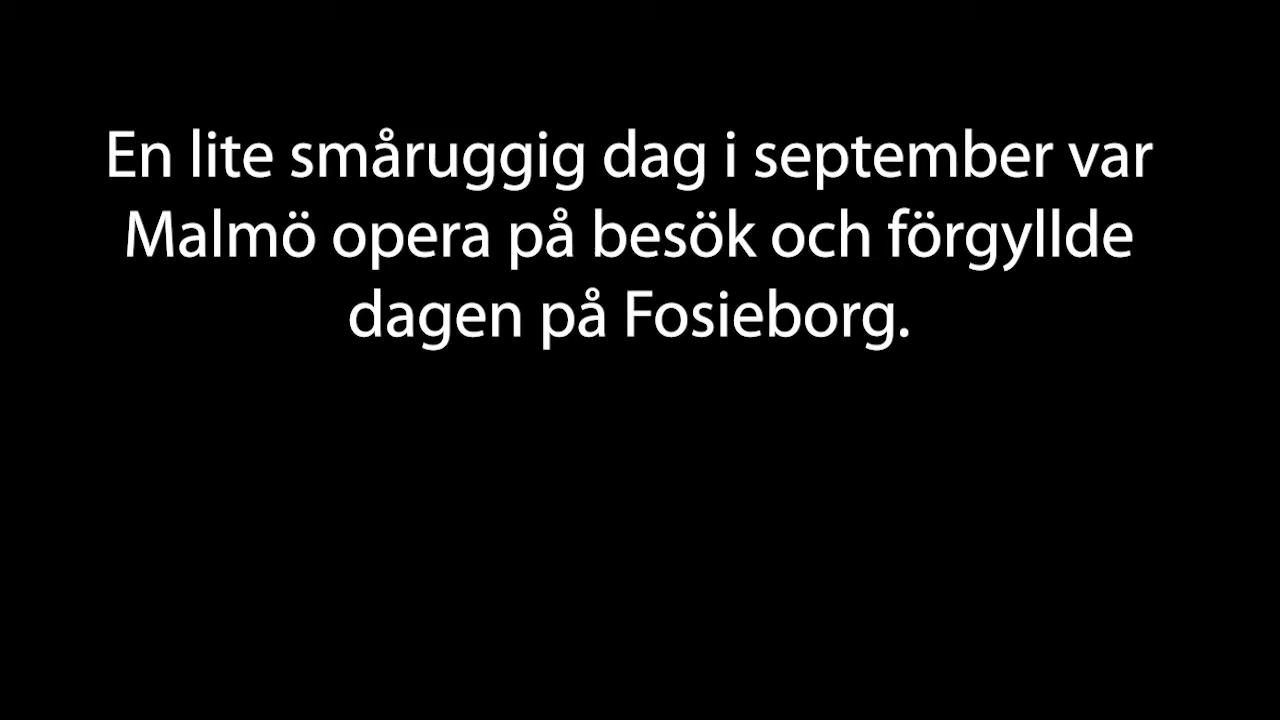 En lite småruggig dag i september var
Malmö opera på besök och förgyllde
dagen på Fosieborg.